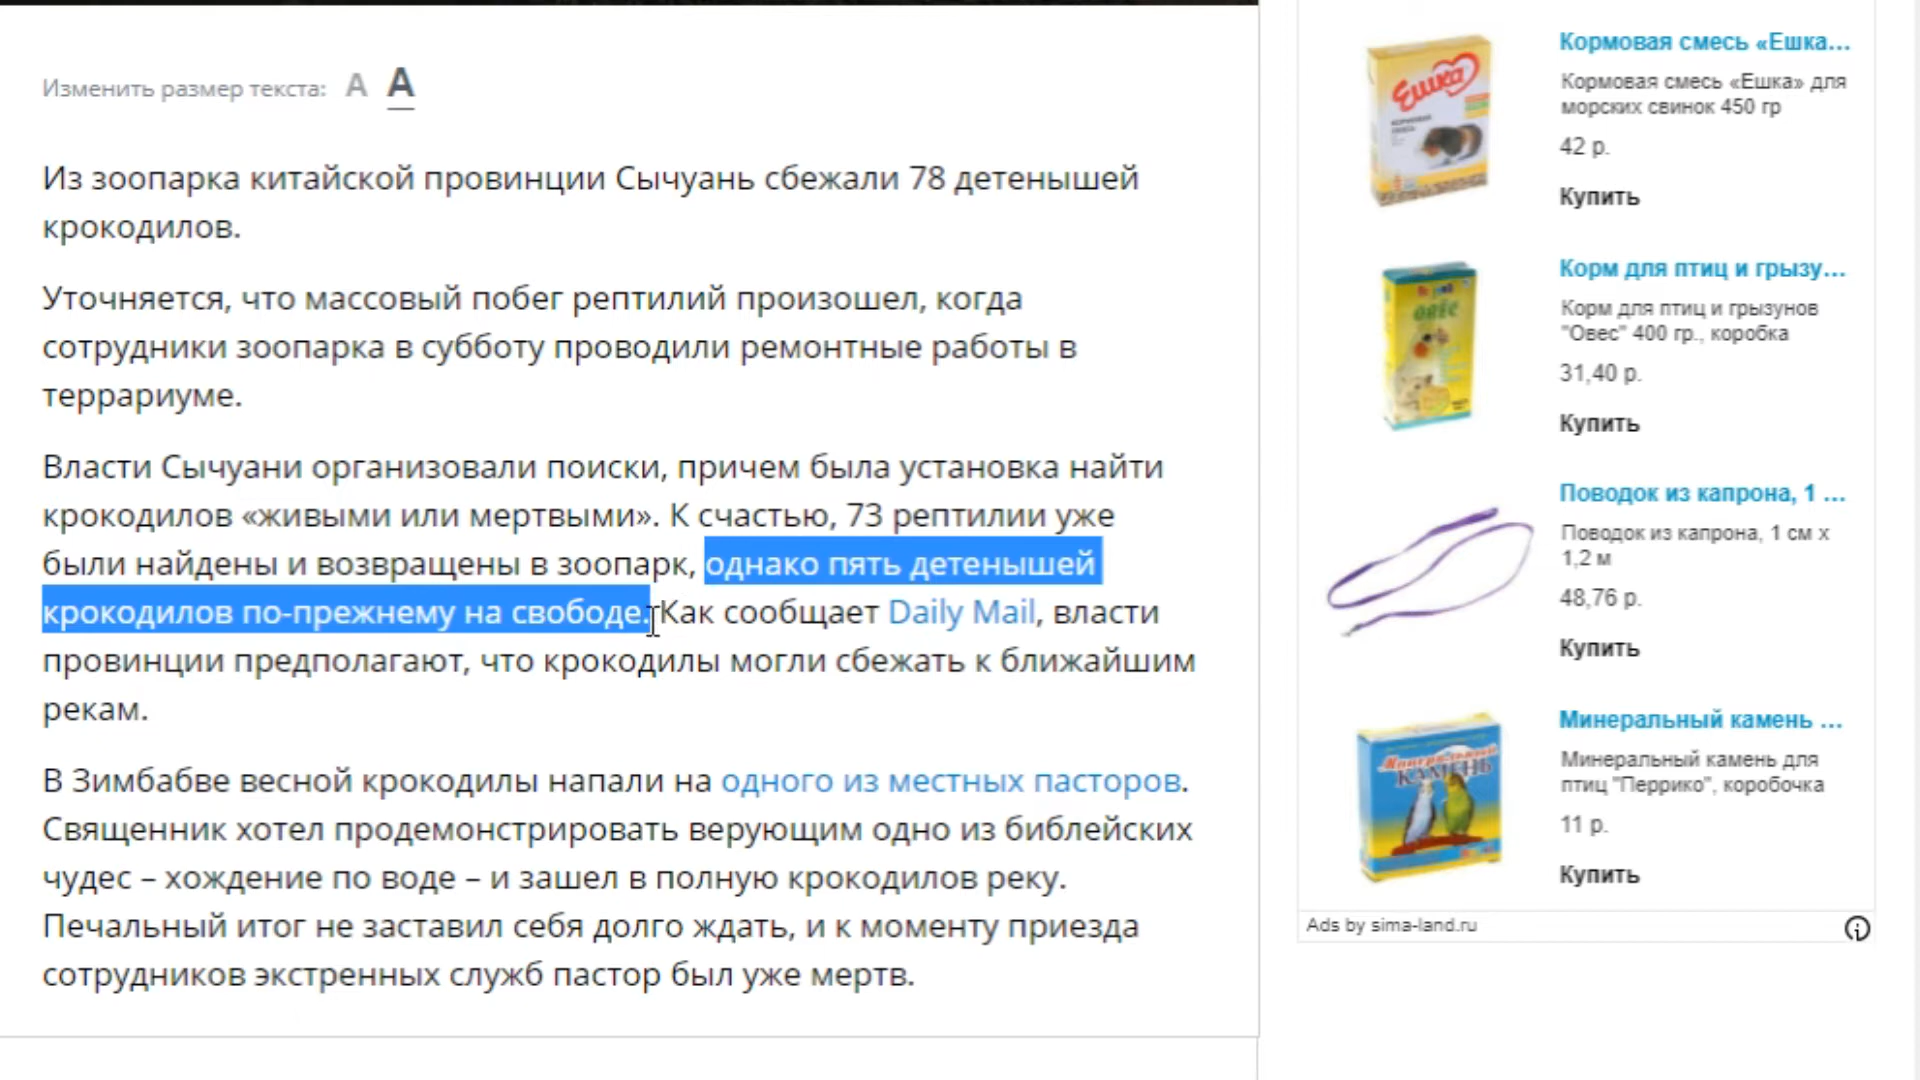 Изменить размер текста: А А
Из зоопарка китайской провинции Сычуань сбежали 78 детенышей
крокодилов.
Уточняется, что массовый побег рептилий произошел, когда
сотрудники зоопарка в субботу проводили ремонтные работы в
террариуме.
Власти Сычуани организовали поиски, причем была установка найти
крокодилов «живыми или мертвыми». К счастью, 73 рептилии уже
были найдены и возвращены в зоопарк, однако пять детенышей
крокодилов по-прежнему на свободе. Как сообщает Daily Mail, власти
провинции предполагают, что крокодилы могли сбежать к ближайшим
рекам.
В Зимбабве весной крокодилы напали на одного из местных пасторов.
Священник хотел продемонстрировать верующим одно из библейских
чудес – хождение по воде – и зашел в полную крокодилов реку.
Печальный итог не заставил себя долго ждать, и к моменту приезда
сотрудников экстренных служб пастор был уже мертв.
Ешка
Кормовая смесь «Ешка...
Кормовая смесь «Ешка» для
морских свинок 450 гр
42 р.
Купить
ОВЁС
Корм для птиц и грызу...
Корм для птиц и грызунов
"Овес" 400 гр., коробка
31,40 р.
Купить
Поводок из капрона, 1 ...
Поводок из капрона, 1 см х
1,2 м
48,76 р.
Купить
Минеральный
КАМЕНЬ
Минеральный камень ...
Минеральный камень для
птиц "Перрико", коробочка
11 р.
Купить
Ads by sima-land.ru